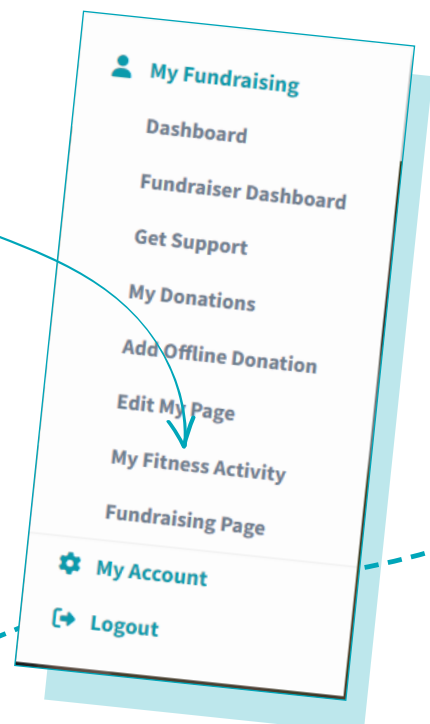 My Fundraising
Dashboard
Fundraiser Dashboard
Get Support
My Donations
Add Offline Donation
Edit My Page
My Fitness Activity
Fundraising Page
My Account
Logout